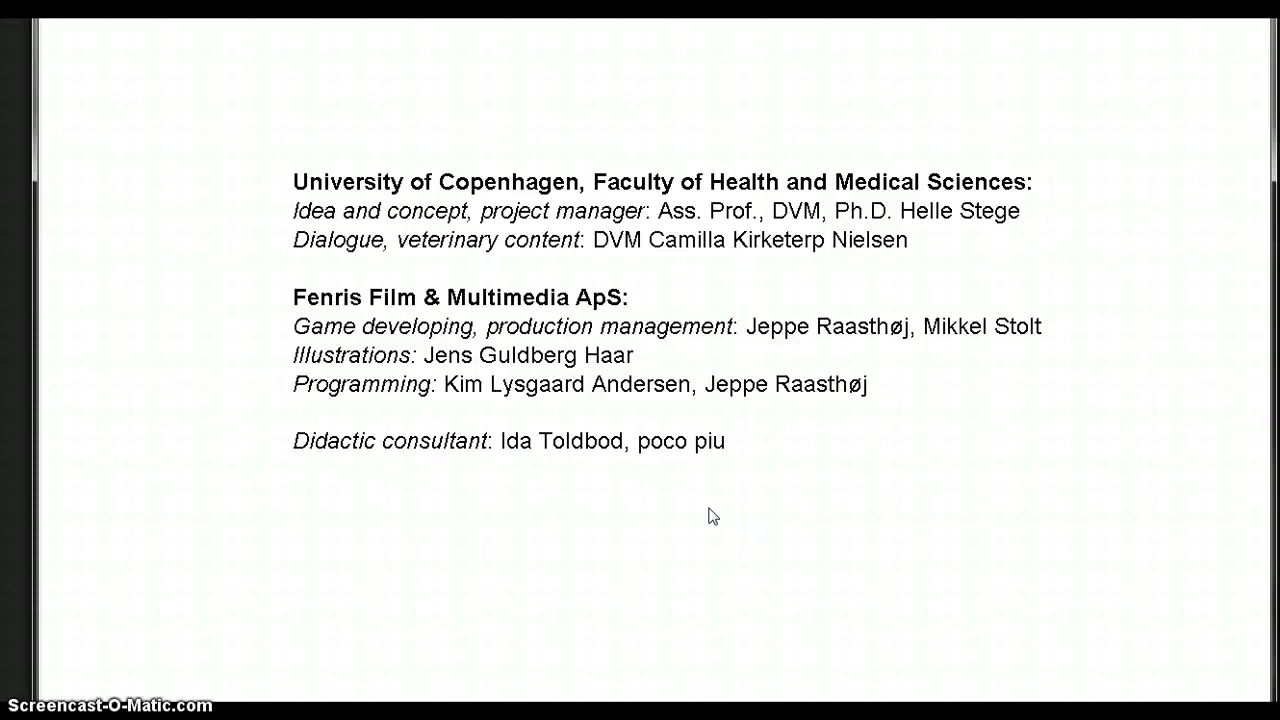 University of Copenhagen, Faculty of Health and Medical Sciences:
Idea and concept, project manager: Ass. Prof., DVM, Ph.D. Helle Stege
Dialogue, veterinary content: DVM Camilla Kirketerp Nielsen
Fenris Film & Multimedia ApS:
Game developing, production management: Jeppe Raasthøj, Mikkel Stolt
Illustrations: Jens Guldberg Haar
Programming: Kim Lysgaard Andersen, Jeppe Raasthøj
Didactic consultant: Ida Toldbod, poco piu
Screencast-O-Matic.com